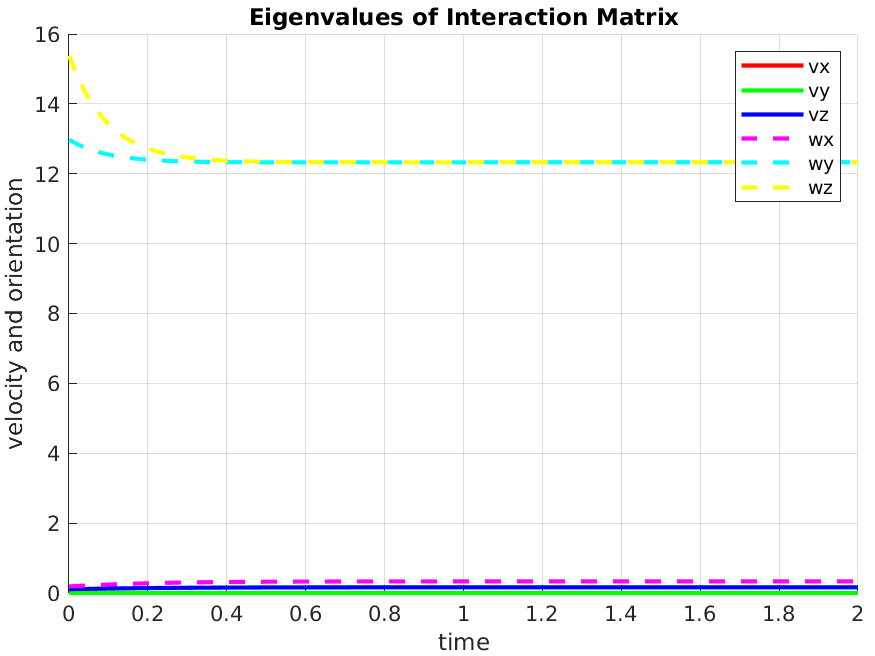 Eigenvalues of Interaction Matrix
16
14
12
10
8
6
4
2
0
velocity and orientation
vx
vy
vz
wx
wy
wz
0 0.2 0.4 0.6 0.8 1 1.2 1.4 1.6 1.8 2
time